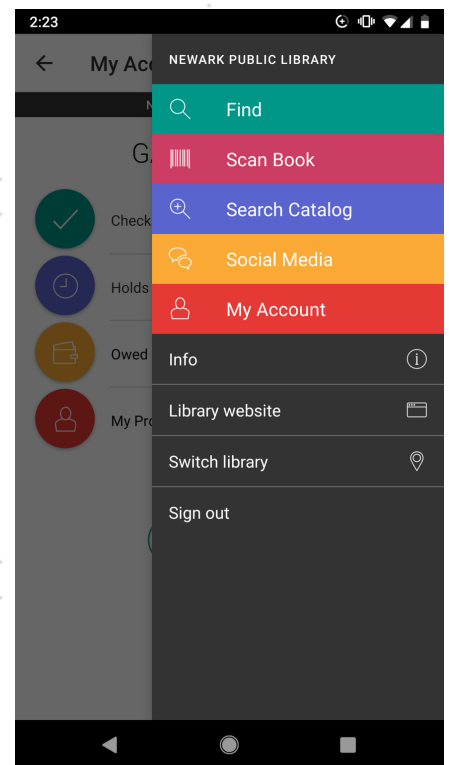 2:23
My Acc
NEWARK PUBLIC LIBRARY
Find
Scan Book
Search Catalog
Social Media
My Account
Check
Holds
Owed
My Pro
Info
Library website
Switch library
Sign out